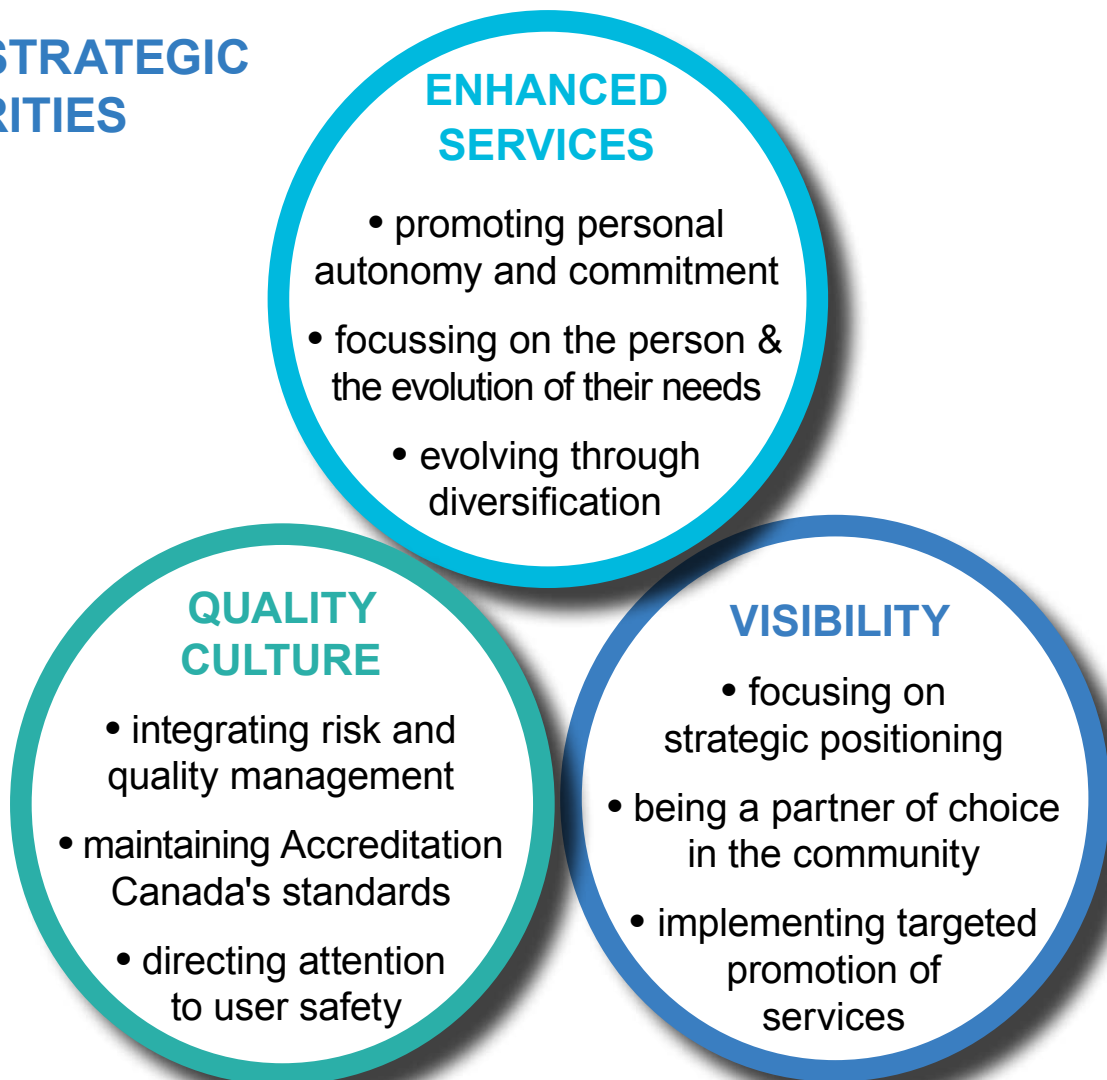 STRATEGIC
RITIES
ENHANCED
SERVICES
• promoting personal
autonomy and commitment
• focussing on the person &
the evolution of their needs
• evolving through
diversification
QUALITY
CULTURE
• integrating risk and
quality management
• maintaining Accreditation
Canada's standards
• directing attention
to user safety
VISIBILITY
• focusing on
strategic positioning
• being a partner of choice
in the community
• implementing targeted
promotion of
services